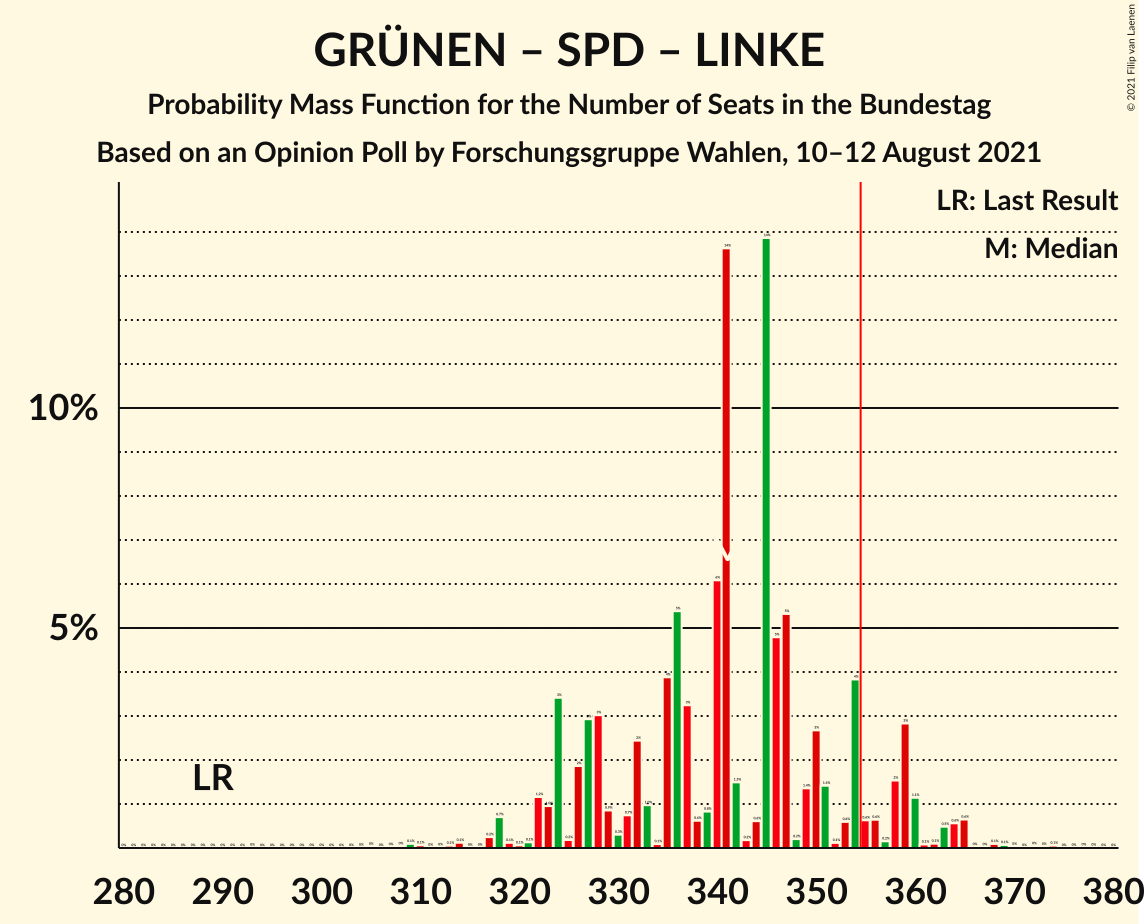 GRÜNEN – SPD – LINKE
Probability Mass Function for the Number of Seats in the Bundestag
Based on an Opinion Poll by Forschungsgruppe Wahlen, 10–12 August 2021
© 2021 Filip van Laenen
LR: Last Result
M: Median
10%
5%
LR
280 290 300 310 320 330 340 350 360 370 380